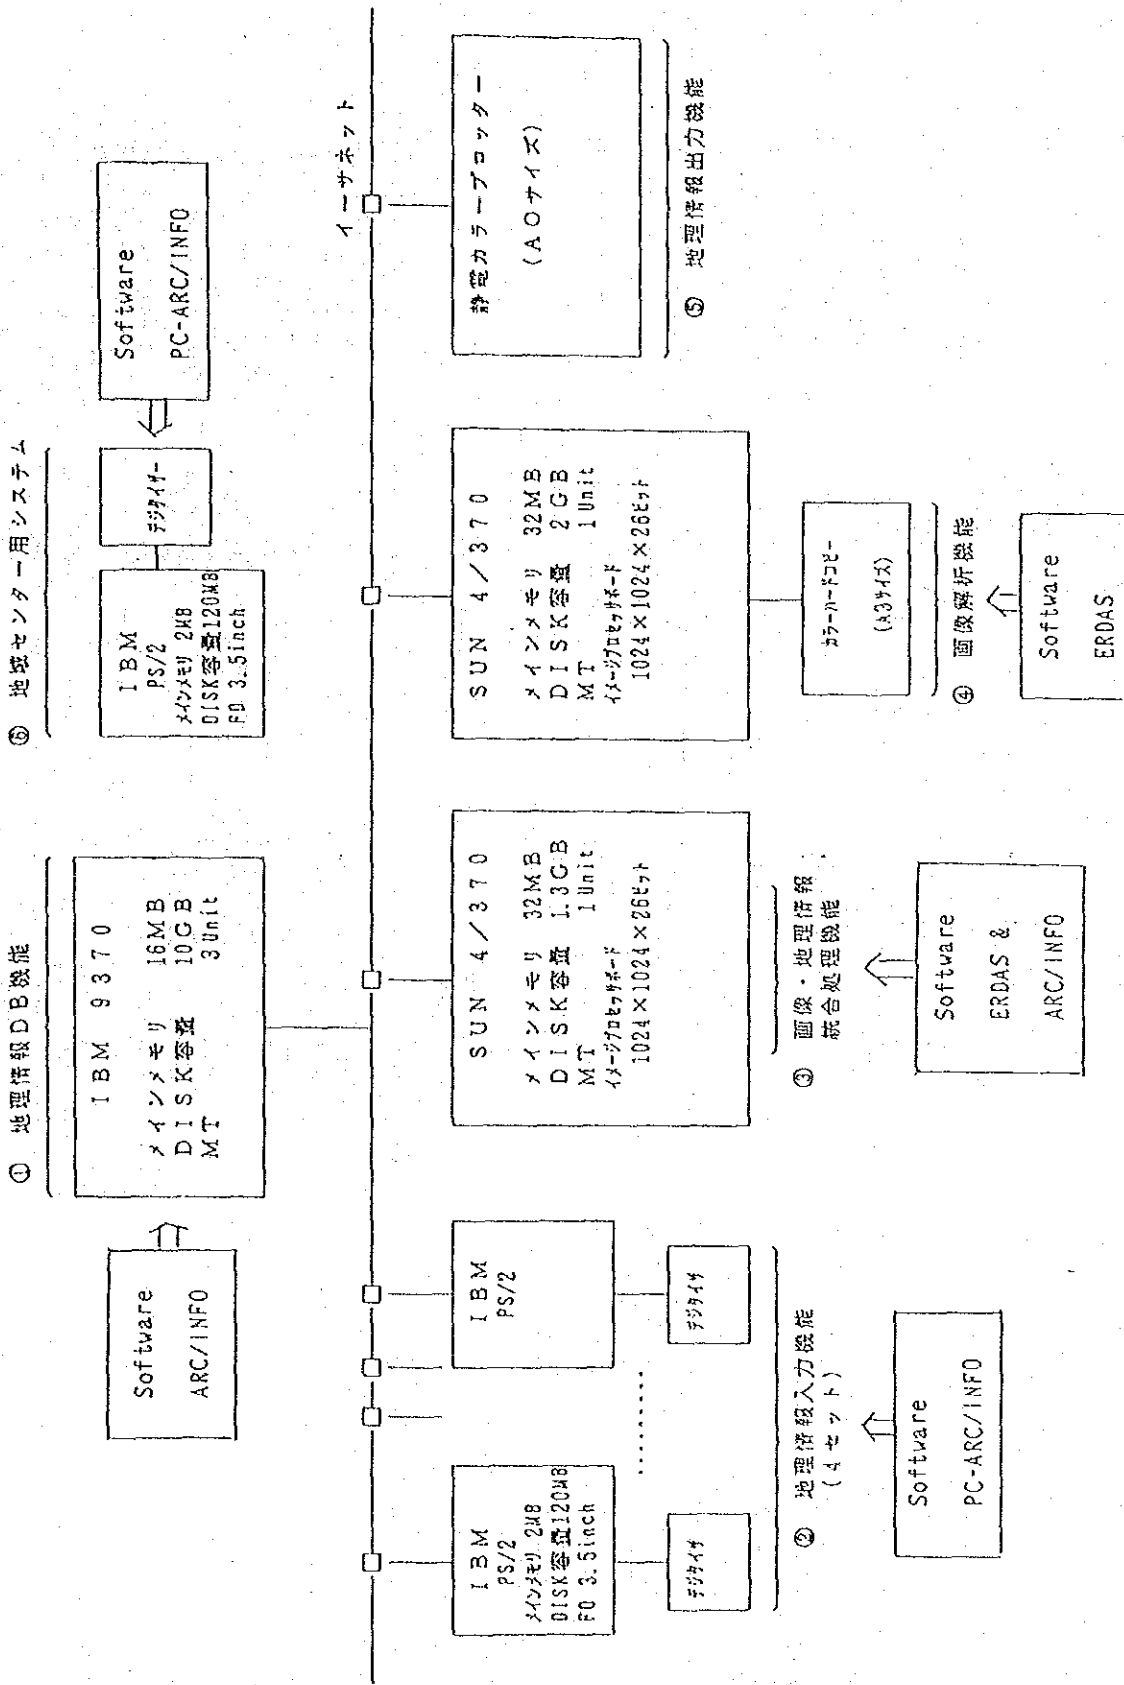 ① 地理情報DB機能
IBM 9370
メインメモリ 16MB
DISK容量 10GB
MT 3Unit
Software
ARC/INFO
⑥ 地域センター用システム
IBM
PS/2
メインメモリ 2MB
DISK容量120MB
FD 3.5inch
デジタイザー
Software
PC-ARC/INFO
イーサネット
IBM
PS/2
メインメモリ 2MB
DISK容量120MB
FD 3.5inch
デジタイザ
・・・・・・・・・
IBM
PS/2
デジタイザ
② 地理情報入力機能
(4セット)
Software
PC-ARC/INFO
SUN 4/370
メインメモリ 32MB
DISK容量 1.3GB
MT 1Unit
イメージプロセッサボード
1024×1024×26ビット
③ 画像・地理情報
統合処理機能
Software
ERDAS &
ARC/INFO
SUN 4/370
メインメモリ 32MB
DISK容量 2GB
MT 1Unit
イメージプロセッサボード
1024×1024×26ビット
カラーハードコピー
(A3サイズ)
④ 画像解析機能
Software
ERDAS
静電カラープロッター
(A0サイズ)
⑤ 地理情報出力機能